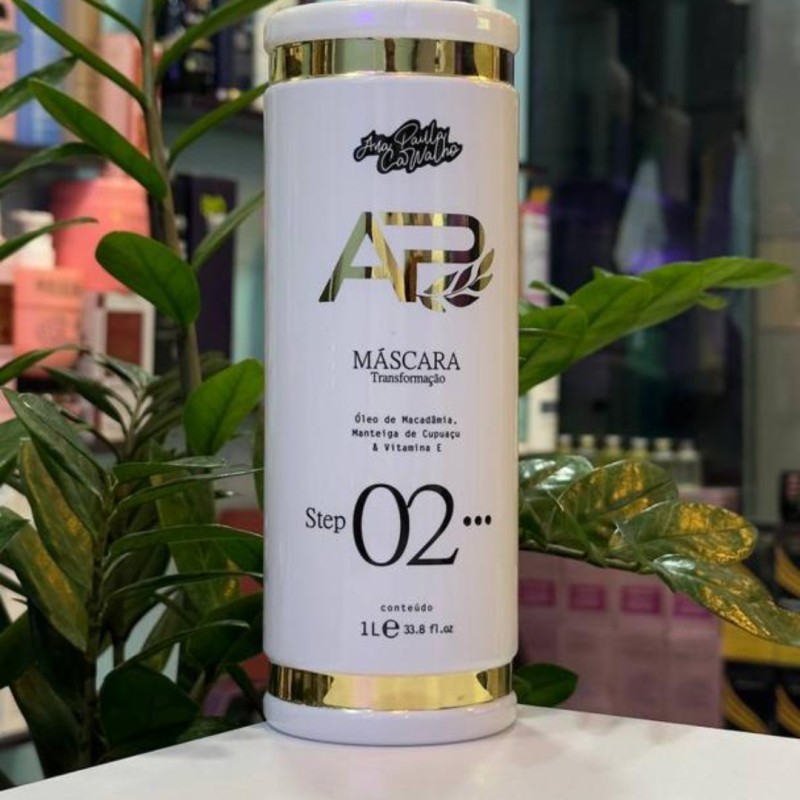 Ana Paula
CaWalho
AP
MÁSCARA
Transformação
Óleo de Macadâmia,
Manteiga de Cupuaçu
& Vitamina E
Step 02...
conteúdo
1L e 33.8 fl.oz